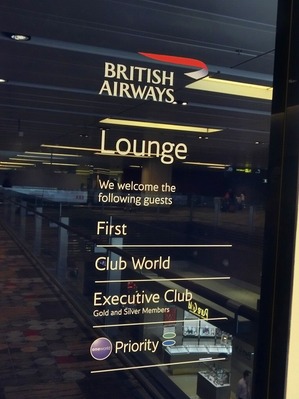 BRITISH
AIRWAYS
Lounge
We welcome the
following guests
First
Club World
Executive Club
Gold and Silver Members
Priority